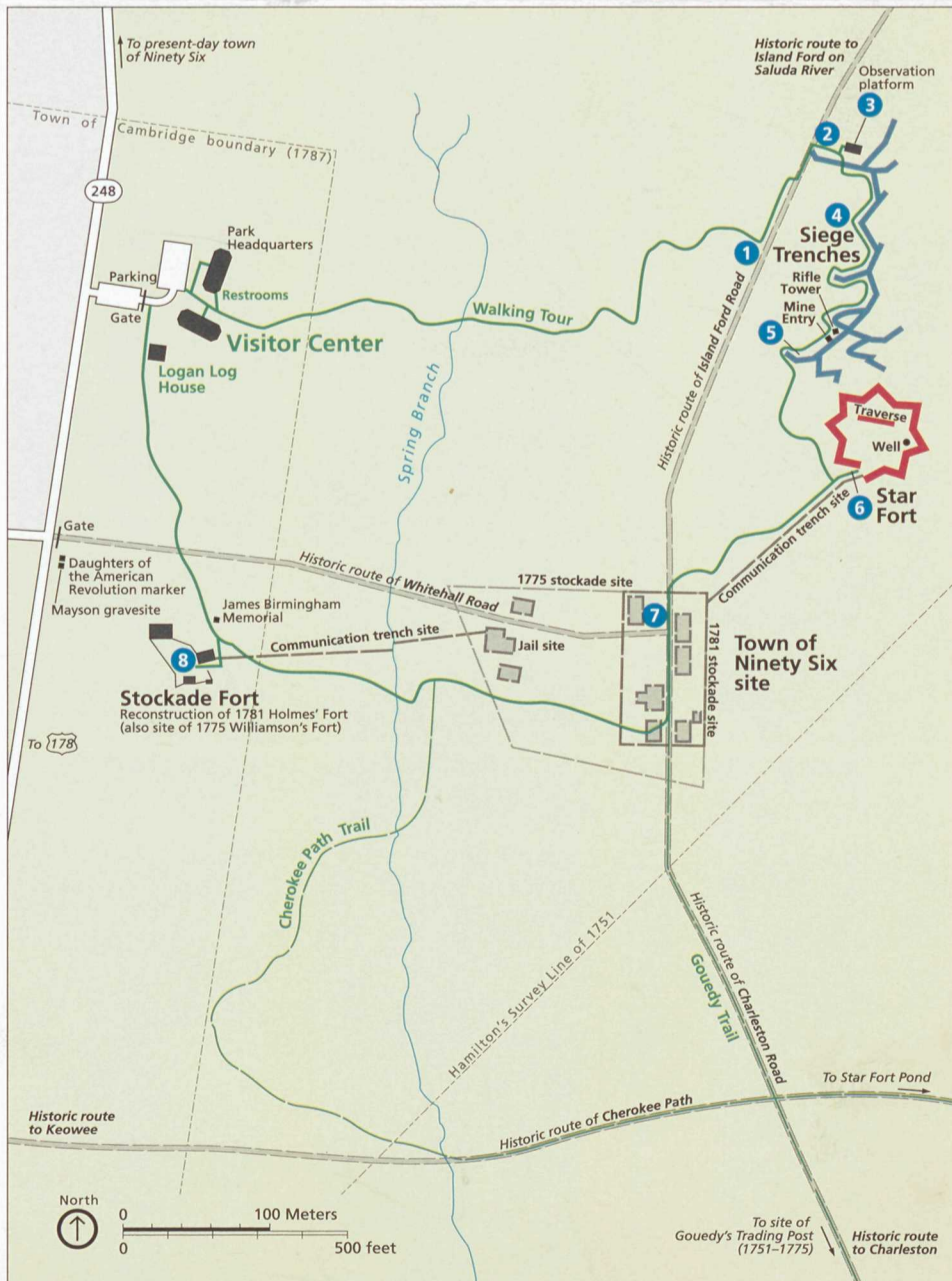 To present-day town
of Ninety Six
Historic route to
Island Ford on
Saluda River
Observation
platform
3
2
Town of Cambridge boundary (1787)
248
4
Siege
Trenches
Park
Headquarters
1
Parking
Restrooms
Rifle
Tower
Gate
Walking Tour
Mine
Entry
Visitor Center
5
Logan Log
House
Spring Branch
Historic route of Island Ford Road
Traverse
Well
6
Star
Fort
Communication trench site
Gate
Daughters of
the American
Revolution marker
Mayson gravesite
Historic route of Whitehall Road
1775 stockade site
James Birmingham
Memorial
7
Communication trench site
Jail site
1781 stockade site
Town of
Ninety Six
site
8
Stockade Fort
Reconstruction of 1781 Holmes' Fort
(also site of 1775 Williamson's Fort)
To 178
Cherokee Path Trail
Hamilton's Survey Line of 1751
Historic route of Charleston Road
Gouedy Trail
To Star Fort Pond
Historic route
to Keowee
Historic route of Cherokee Path
North
0 100 Meters
0 500 feet
To site of
Gouedy's Trading Post
(1751–1775)
Historic route
to Charleston